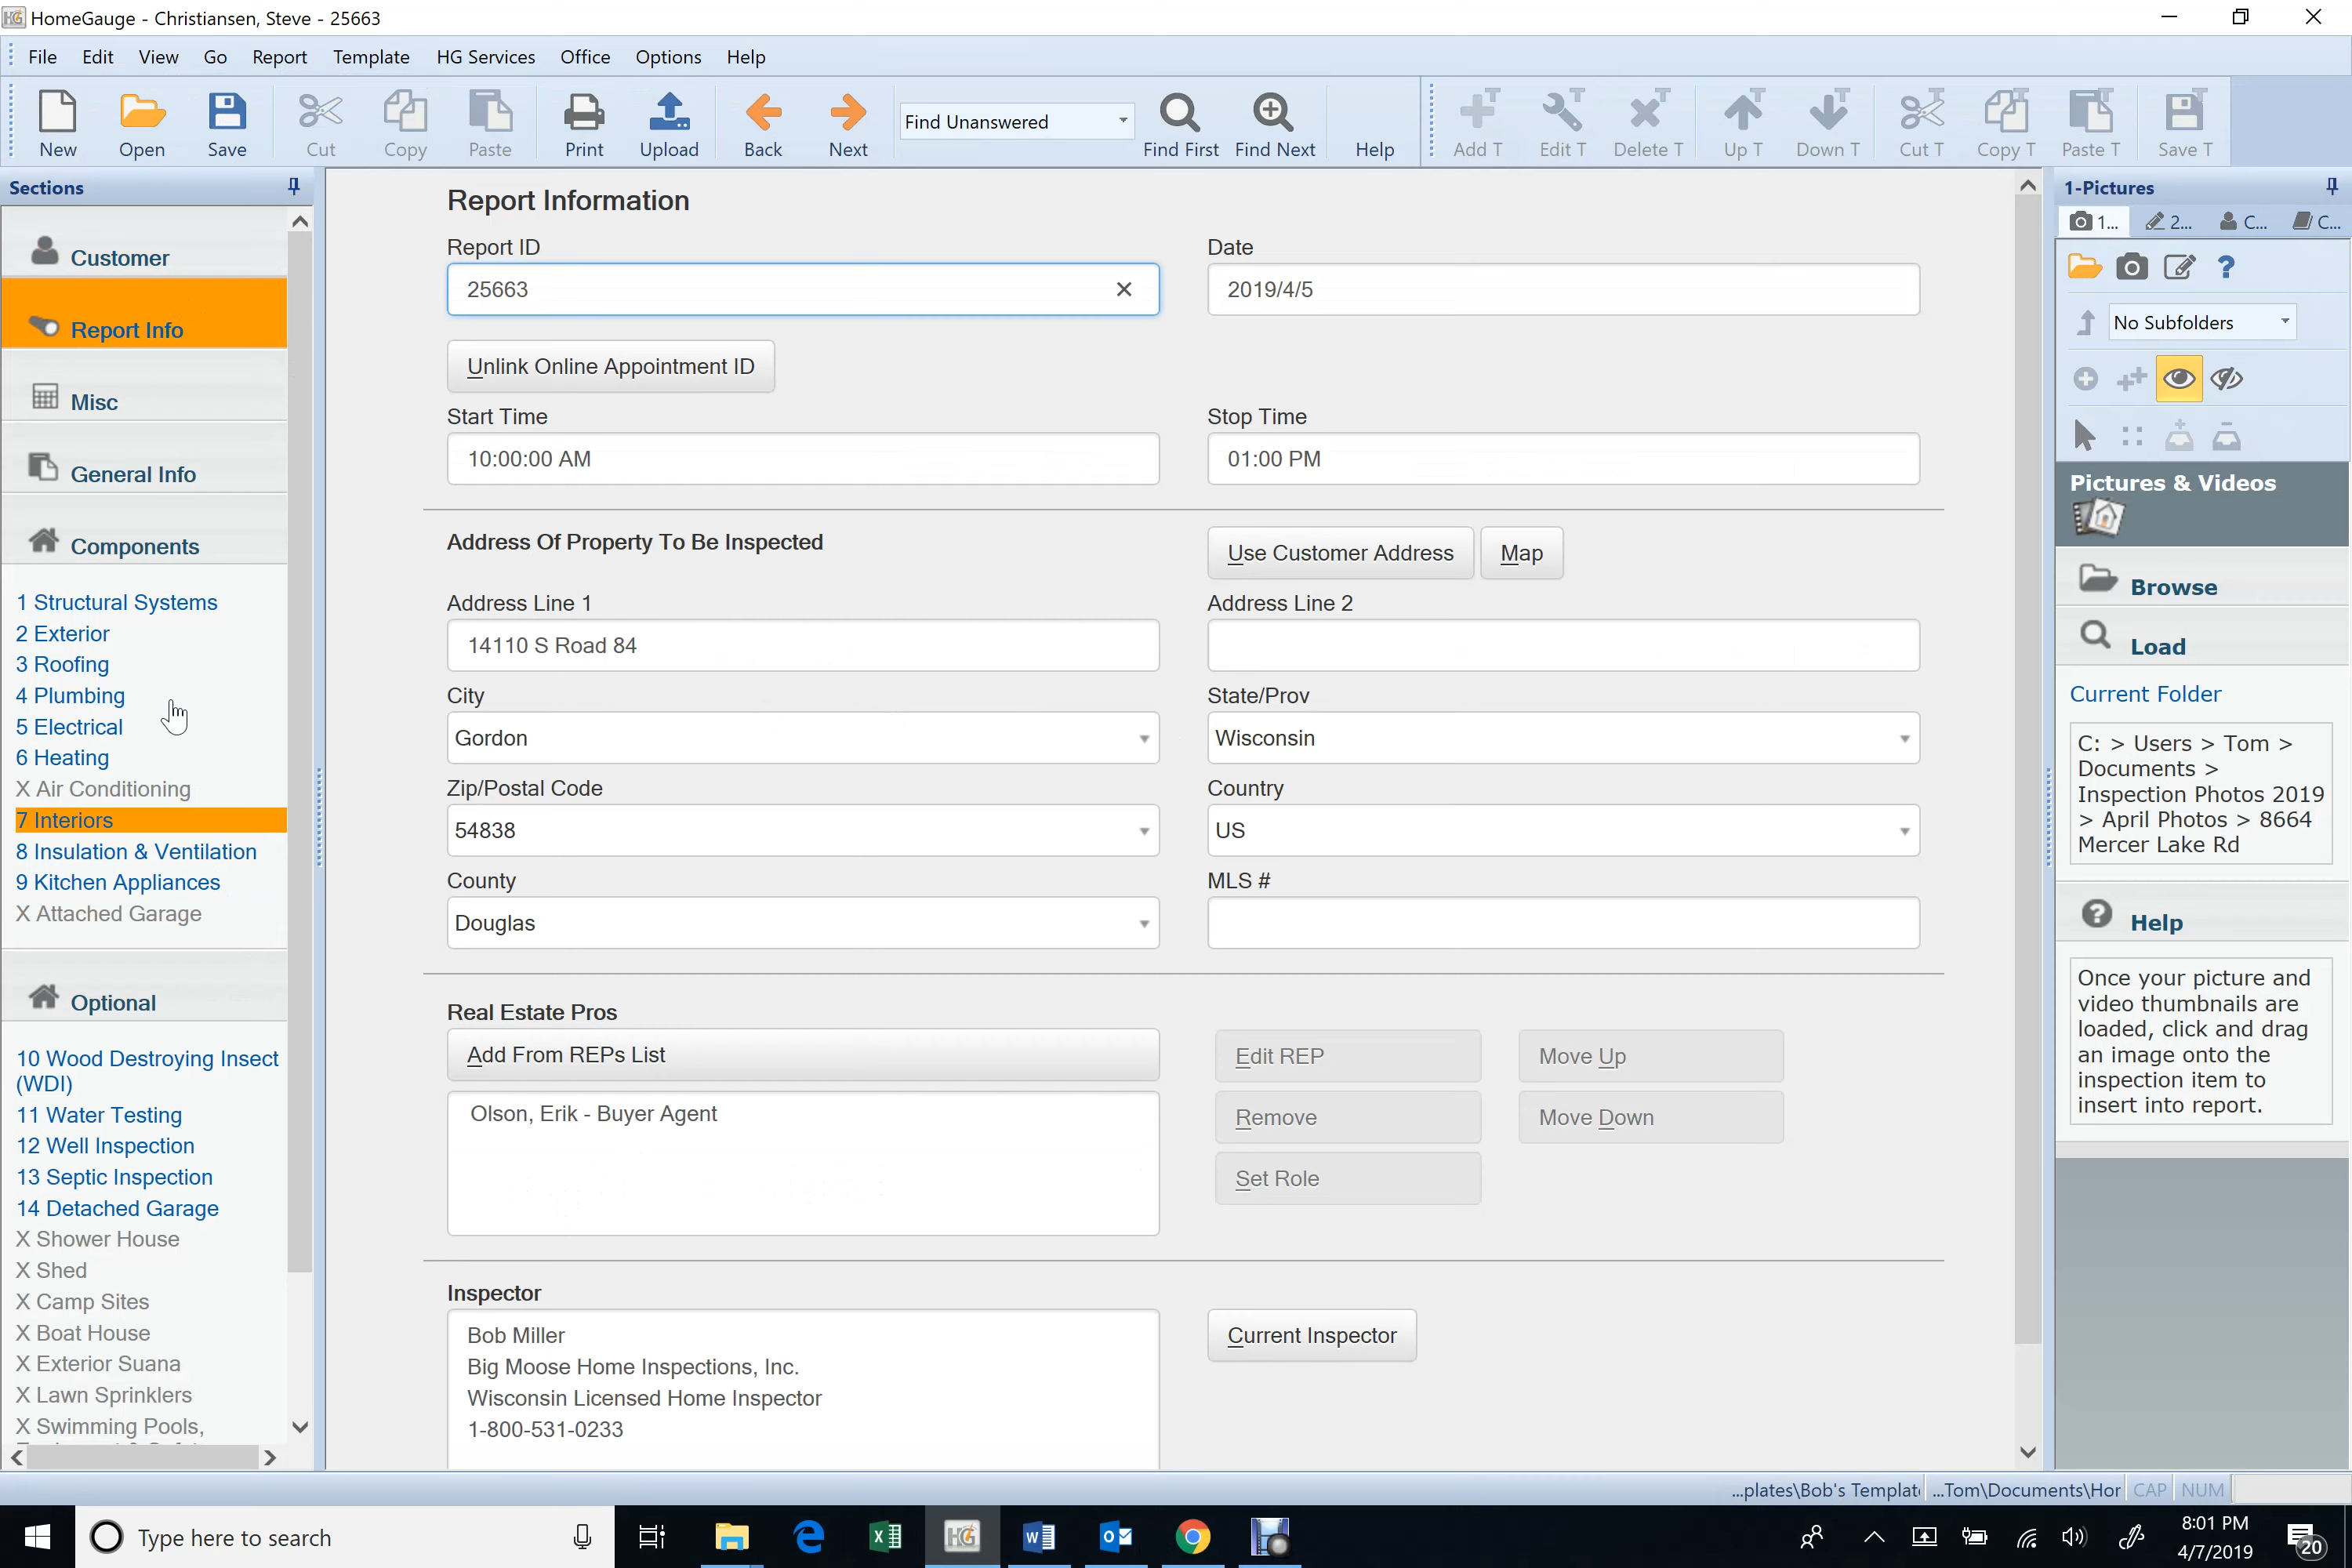 HomeGauge - Christiansen, Steve - 25663
File Edit View Go Report Template HG Services Office Options Help
New Open Save Cut Copy Paste Print Upload Back Next Find Unanswered Find First Find Next Help Add T Edit T Delete T Up T Down T Cut T Copy T Paste T Save T
Sections
Customer
Report Info
Misc
General Info
Components
1 Structural Systems
2 Exterior
3 Roofing
4 Plumbing
5 Electrical
6 Heating
X Air Conditioning
7 Interiors
8 Insulation & Ventilation
9 Kitchen Appliances
X Attached Garage
Optional
10 Wood Destroying Insect
(WDI)
11 Water Testing
12 Well Inspection
13 Septic Inspection
14 Detached Garage
X Shower House
X Shed
X Camp Sites
X Boat House
X Exterior Suana
X Lawn Sprinklers
X Swimming Pools,
Report Information
Report ID Date
25663 2019/4/5
Unlink Online Appointment ID
Start Time Stop Time
10:00:00 AM 01:00 PM
Address Of Property To Be Inspected Use Customer Address Map
Address Line 1 Address Line 2
14110 S Road 84
City State/Prov
Gordon Wisconsin
Zip/Postal Code Country
54838 US
County MLS #
Douglas
Real Estate Pros
Add From REPs List Edit REP Move Up
Olson, Erik - Buyer Agent Remove Move Down
Set Role
Inspector
Bob Miller Current Inspector
Big Moose Home Inspections, Inc.
Wisconsin Licensed Home Inspector
1-800-531-0233
1-Pictures
1... 2... C... C...
No Subfolders
Pictures & Videos
Browse
Load
Current Folder
C: > Users > Tom >
Documents >
Inspection Photos 2019
> April Photos > 8664
Mercer Lake Rd
Help
Once your picture and
video thumbnails are
loaded, click and drag
an image onto the
inspection item to
insert into report.
...plates\Bob's Templat ...Tom\Documents\Hor CAP NUM
Type here to search
8:01 PM
4/7/2019
20